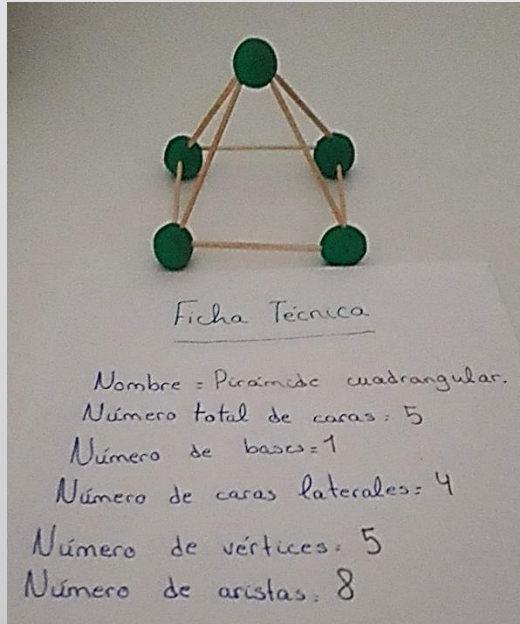 Ficha Técnica
Nombre = Pirámide cuadrangular.
Número total de caras: 5
Número de bases=1
Número de caras laterales= 4
Número de vértices: 5
Número de aristas: 8